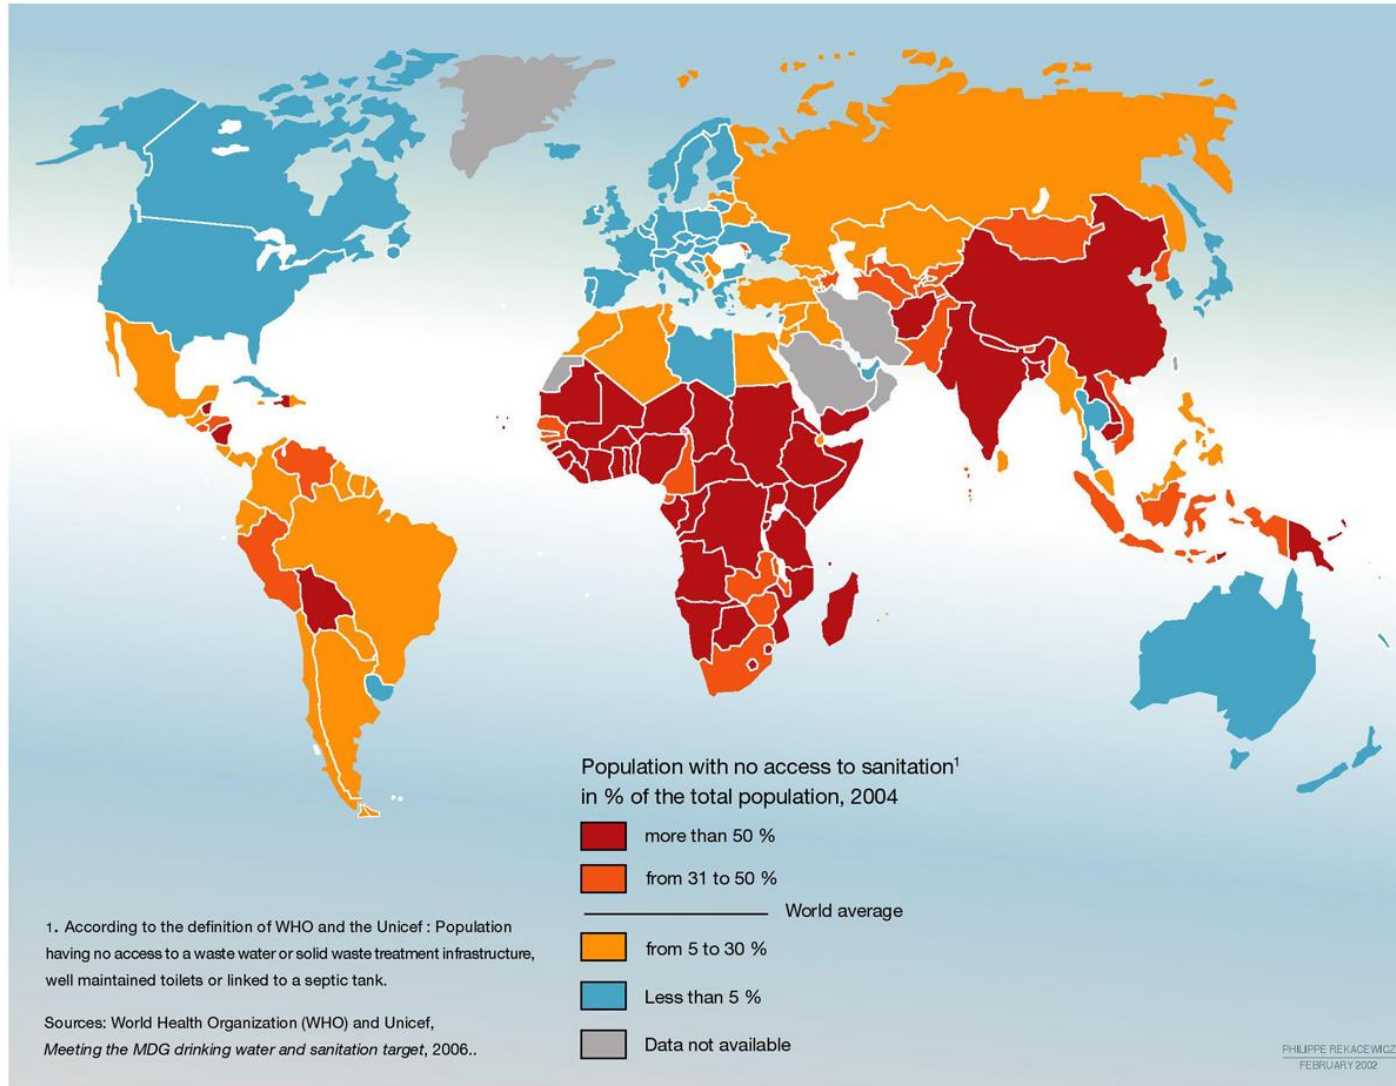 Population with no access to sanitation¹
in % of the total population, 2004
more than 50 %
from 31 to 50 %
World average
from 5 to 30 %
Less than 5 %
Data not available
1. According to the definition of WHO and the Unicef : Population
having no access to a waste water or solid waste treatment infrastructure,
well maintained toilets or linked to a septic tank.
Sources: World Health Organization (WHO) and Unicef,
Meeting the MDG drinking water and sanitation target, 2006..
PHILIPPE REKACEWICZ
FEBRUARY 2002